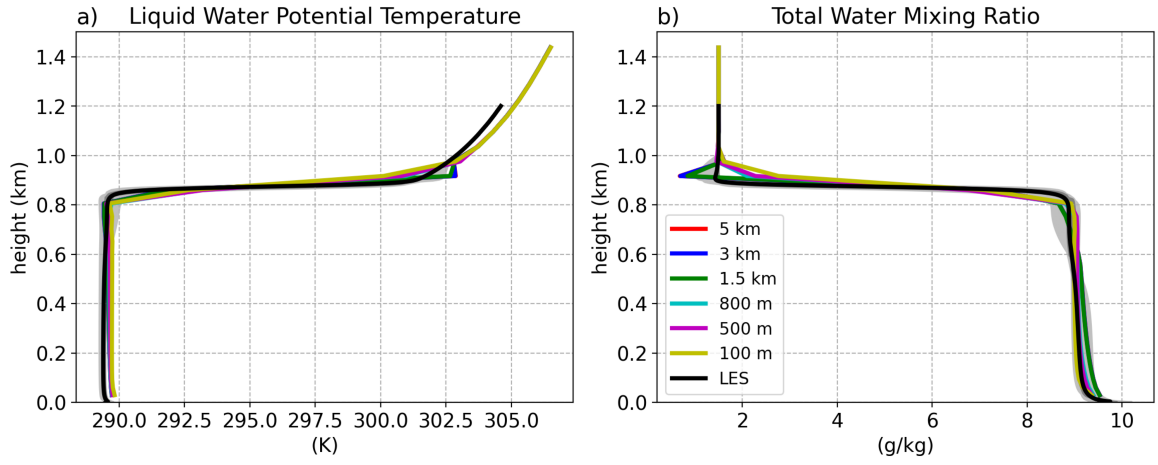 a) Liquid Water Potential Temperature
1.4
1.2
1.0
0.8
0.6
0.4
0.2
0.0
height (km)
290.0 292.5 295.0 297.5 300.0 302.5 305.0
(K)
b) Total Water Mixing Ratio
1.4
1.2
1.0
0.8
0.6
0.4
0.2
0.0
height (km)
5 km
3 km
1.5 km
800 m
500 m
100 m
LES
2 4 6 8 10
(g/kg)